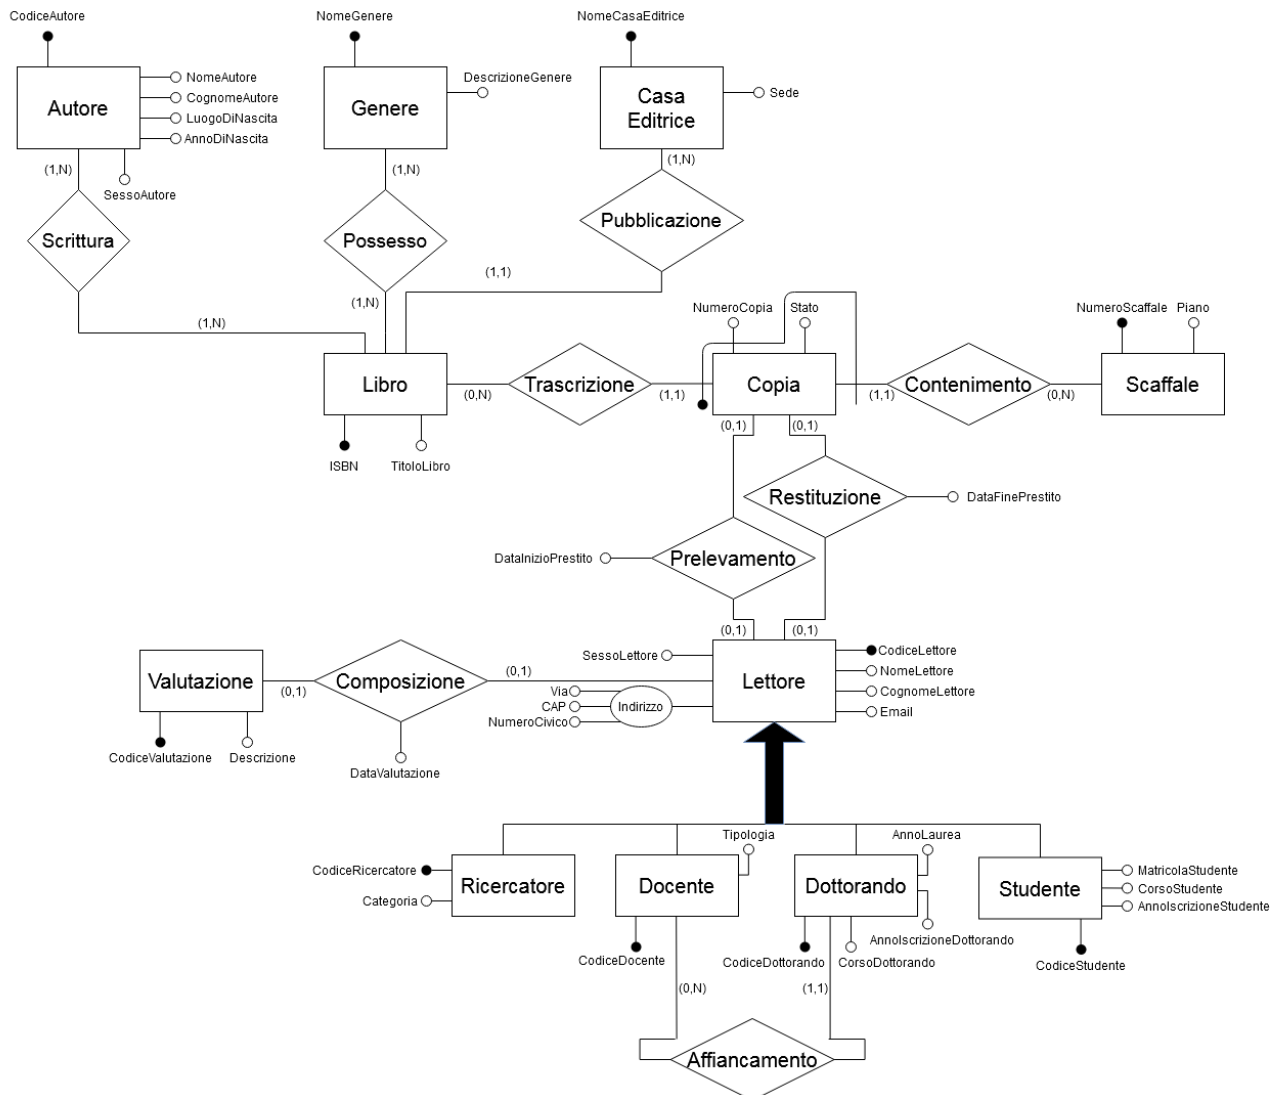 CodiceAutore
NomeGenere
NomeCasaEditrice
Autore
NomeAutore
CognomeAutore
LuogoDiNascita
AnnoDiNascita
SessoAutore
Genere
DescrizioneGenere
Casa
Editrice
Sede
(1,N)
(1,N)
(1,N)
Scrittura
Possesso
Pubblicazione
(1,1)
(1,N)
(1,N)
NumeroCopia
Stato
NumeroScaffale
Piano
Libro
(0,N)
Trascrizione
(1,1)
Copia
(1,1)
Contenimento
(0,N)
Scaffale
ISBN
TitoloLibro
(0,1)
(0,1)
Restituzione
DataFinePrestito
DataInizioPrestito
Prelevamento
(0,1)
(0,1)
Valutazione
(0,1)
Composizione
(0,1)
SessoLettore
Via
CAP
NumeroCivico
Indirizzo
Lettore
CodiceLettore
NomeLettore
CognomeLettore
Email
CodiceValutazione
Descrizione
DataValutazione
Tipologia
AnnoLaurea
CodiceRicercatore
Categoria
Ricercatore
Docente
Dottorando
Studente
MatricolaStudente
CorsoStudente
AnnoIscrizioneStudente
CodiceDocente
CodiceDottorando
CorsoDottorando
AnnoIscrizioneDottorando
CodiceStudente
(0,N)
(1,1)
Affiancamento